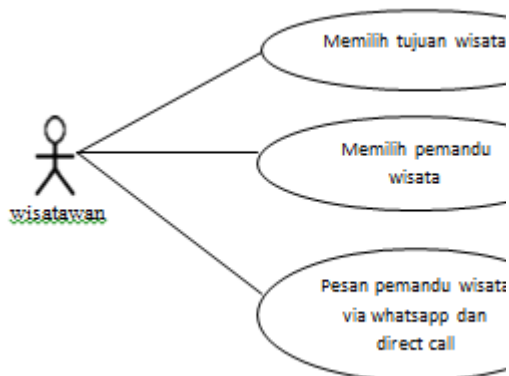 Memilih tujuan wisata
Memilih pemandu
wisata
wisatawan
Pesan pemandu wisata
via whatsapp dan
direct call